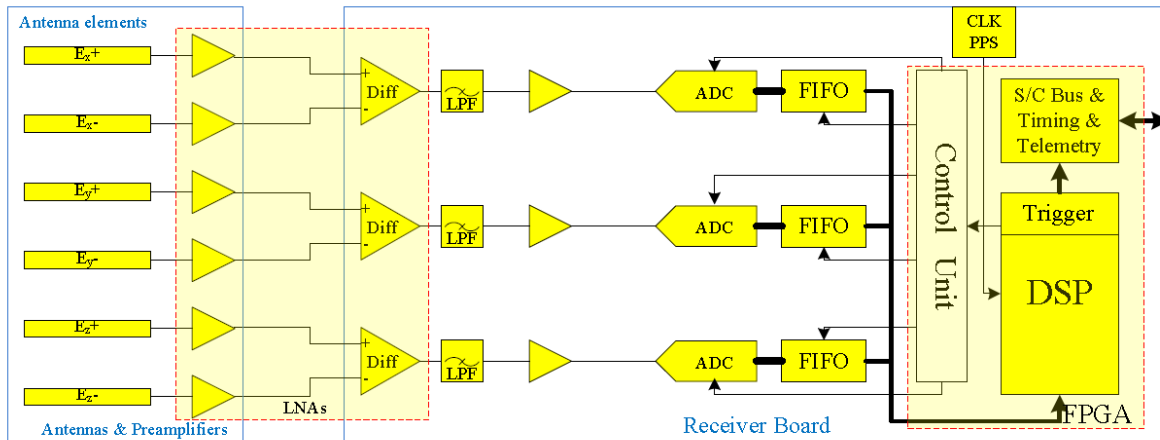 Antenna elements
CLK
PPS
Ex+
Ex-
Ey+
Ey-
Ez+
Ez-
+
-
Diff
+
-
Diff
+
-
Diff
LNAs
Antennas & Preamplifiers
LPF
ADC
FIFO
LPF
ADC
FIFO
LPF
ADC
FIFO
Control Unit
S/C Bus &
Timing &
Telemetry
Trigger
DSP
FPGA
Receiver Board